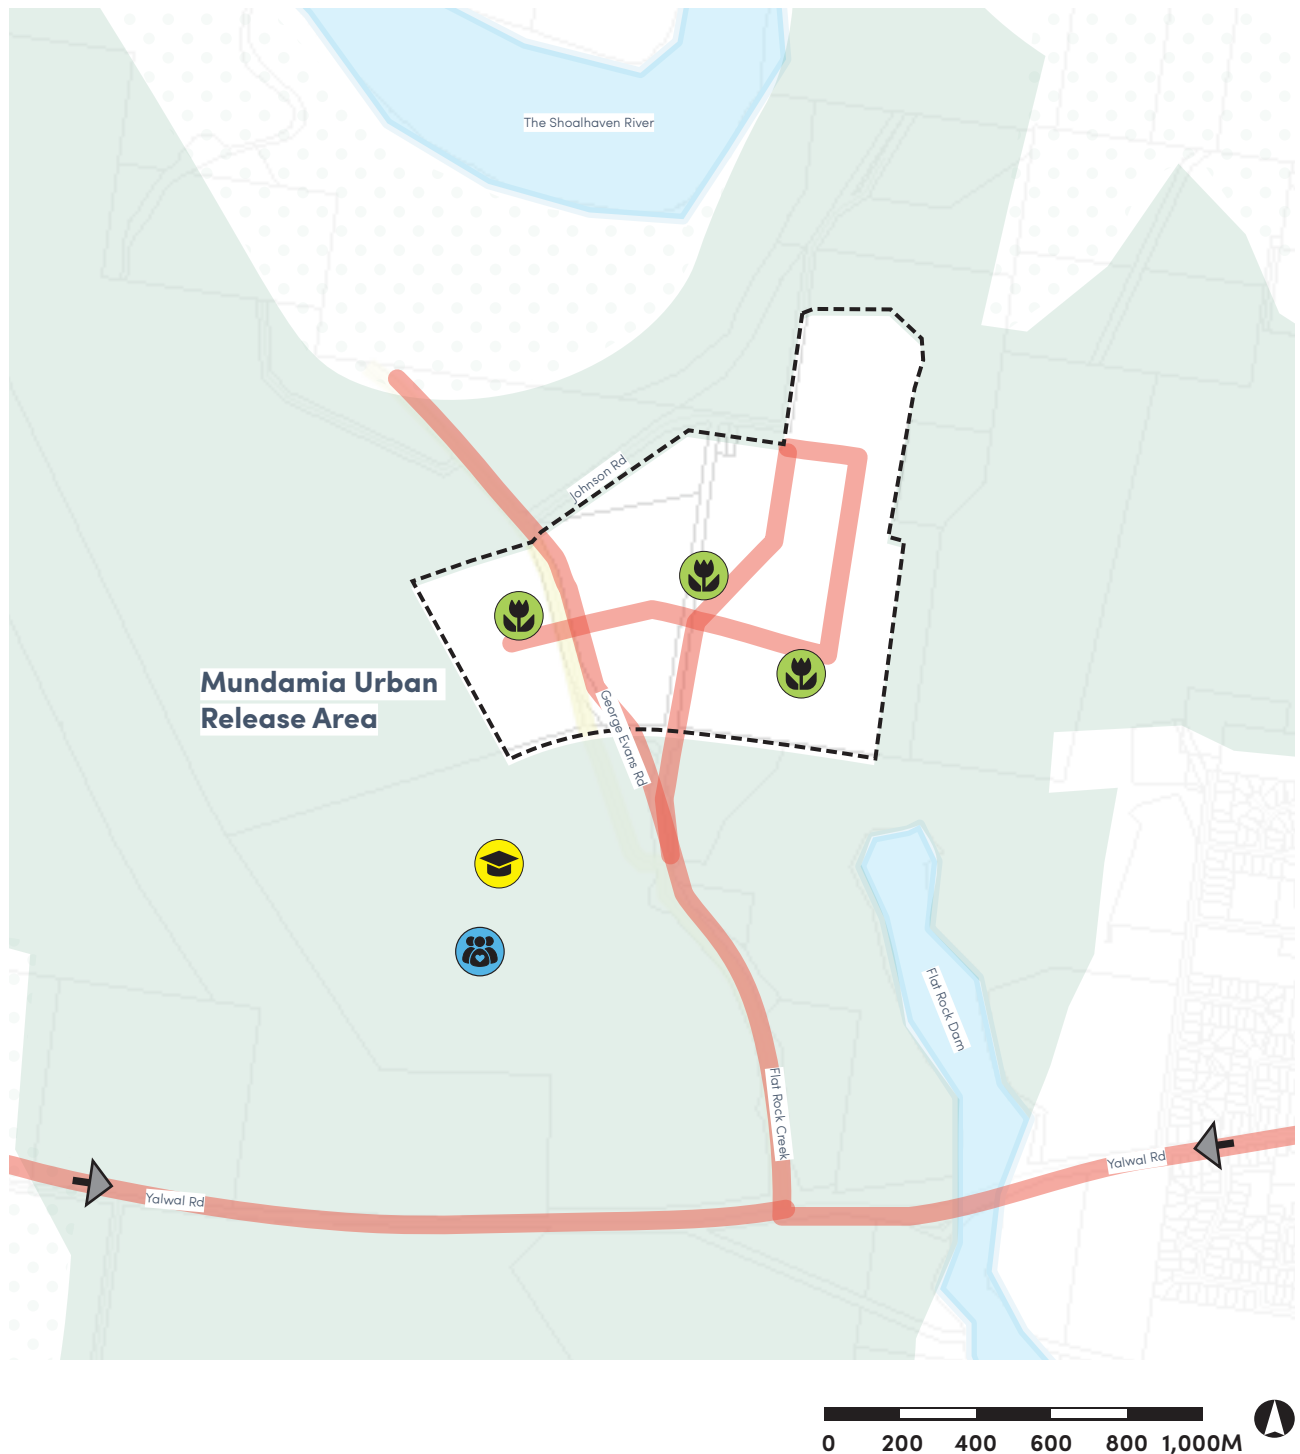 The Shoalhaven River
Johnson Rd
Mundamia Urban
Release Area
George Evans Rd
Flat Rock Dam
Flat Rock Creek
Yalwal Rd
Yalwal Rd
0 200 400 600 800 1,000M